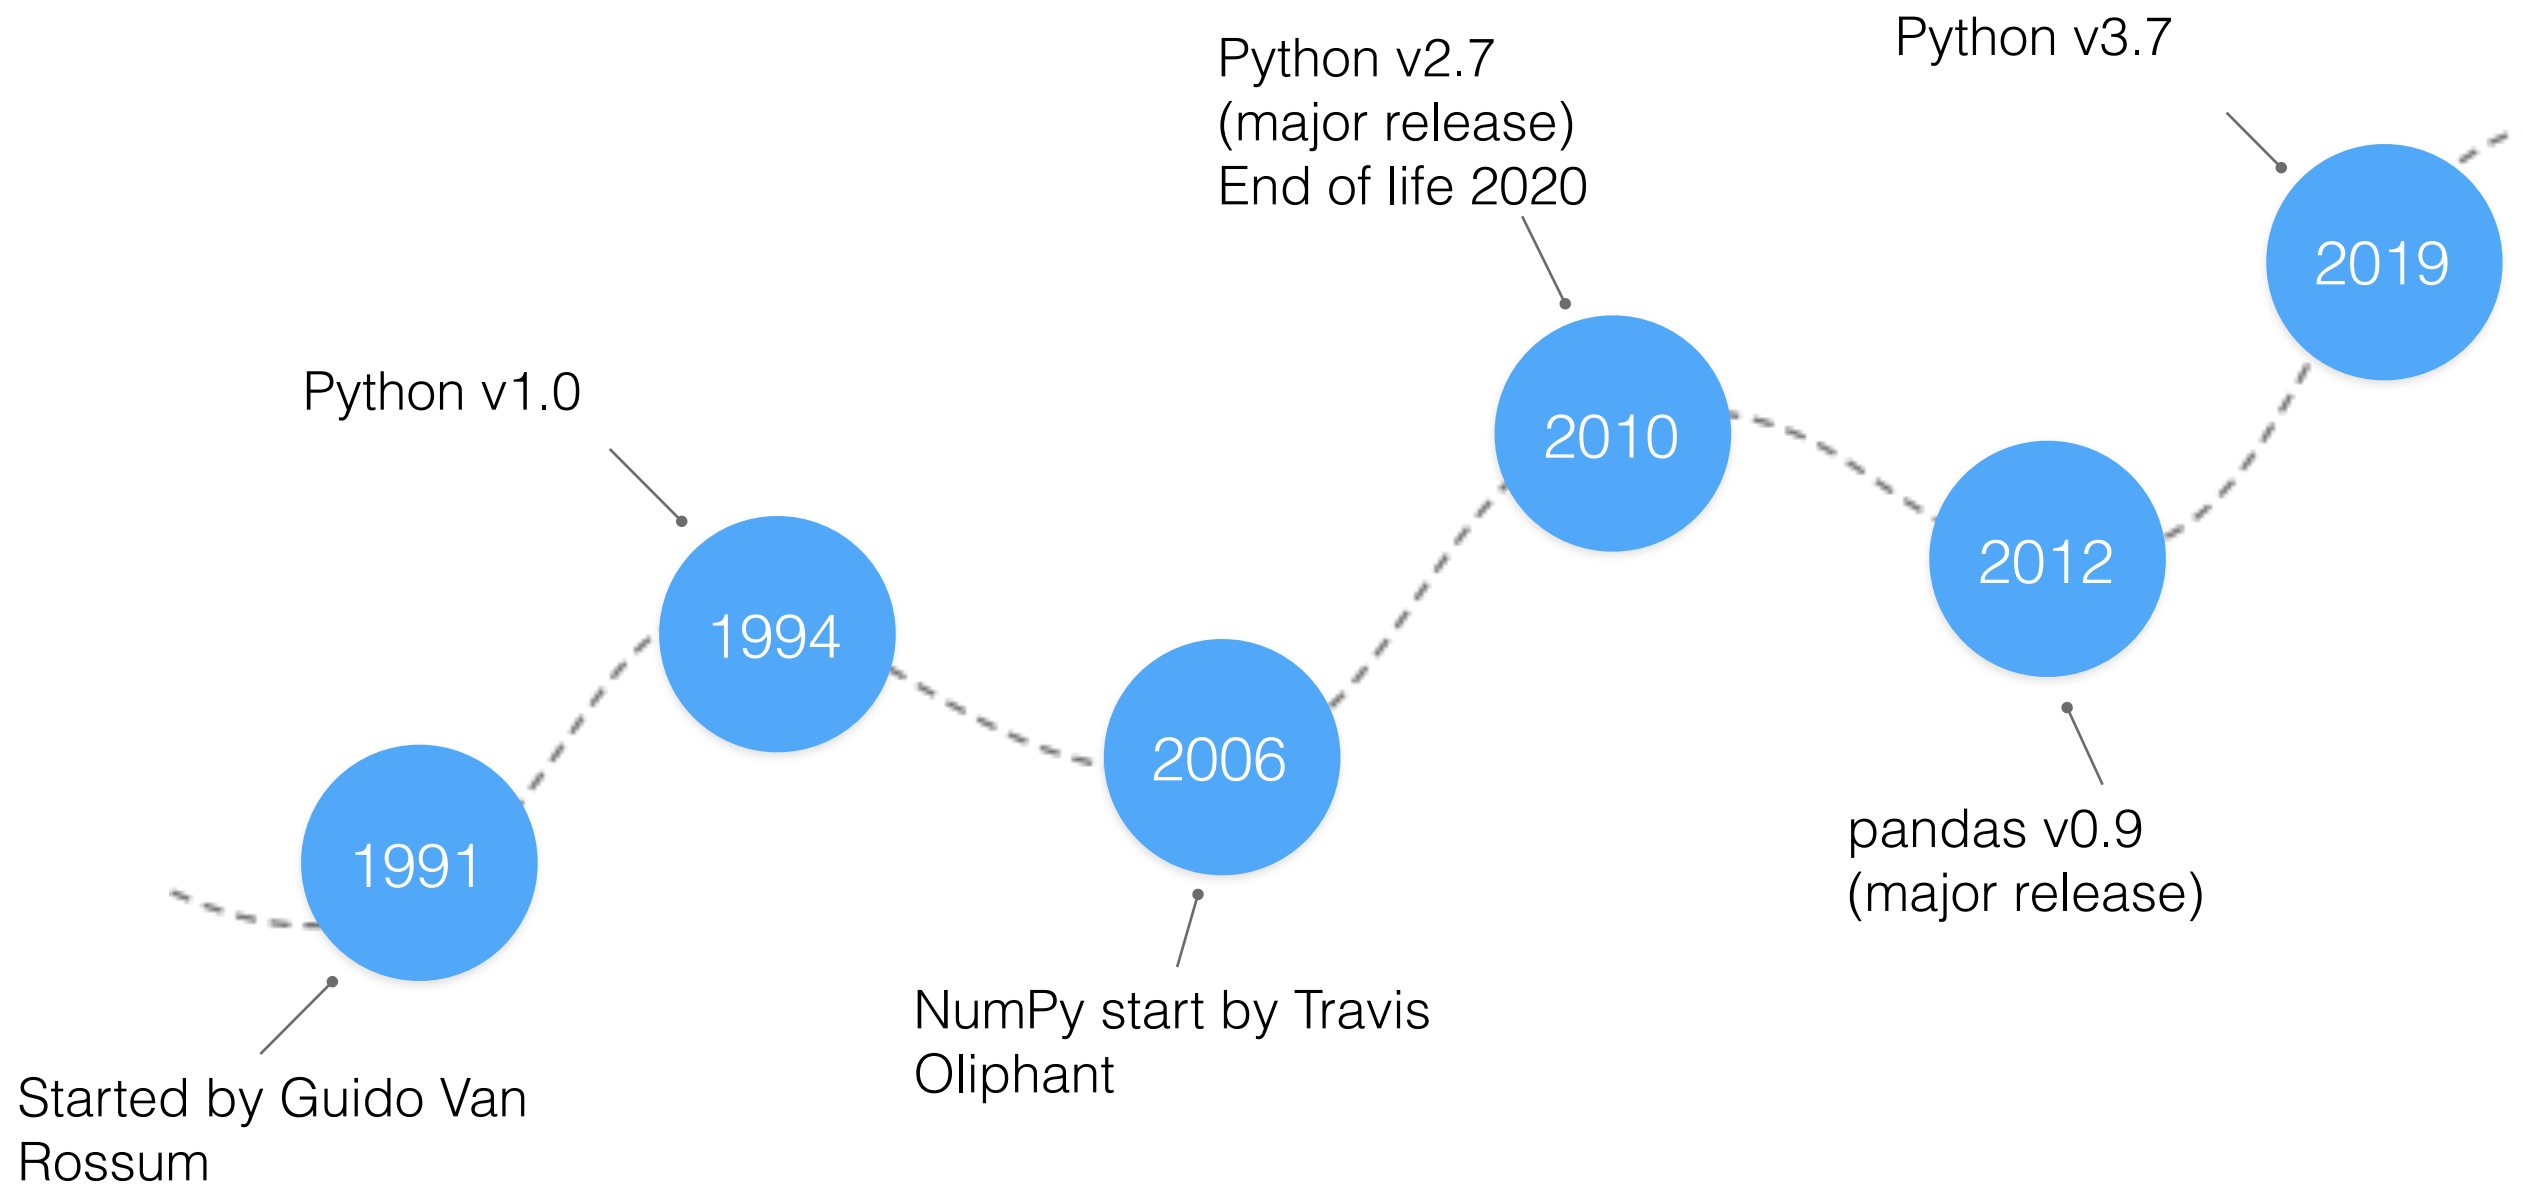 Python v3.7
Python v2.7
(major release)
End of life 2020
2019
Python v1.0
2010
2012
1994
2006
pandas v0.9
(major release)
1991
NumPy start by Travis
Oliphant
Started by Guido Van
Rossum